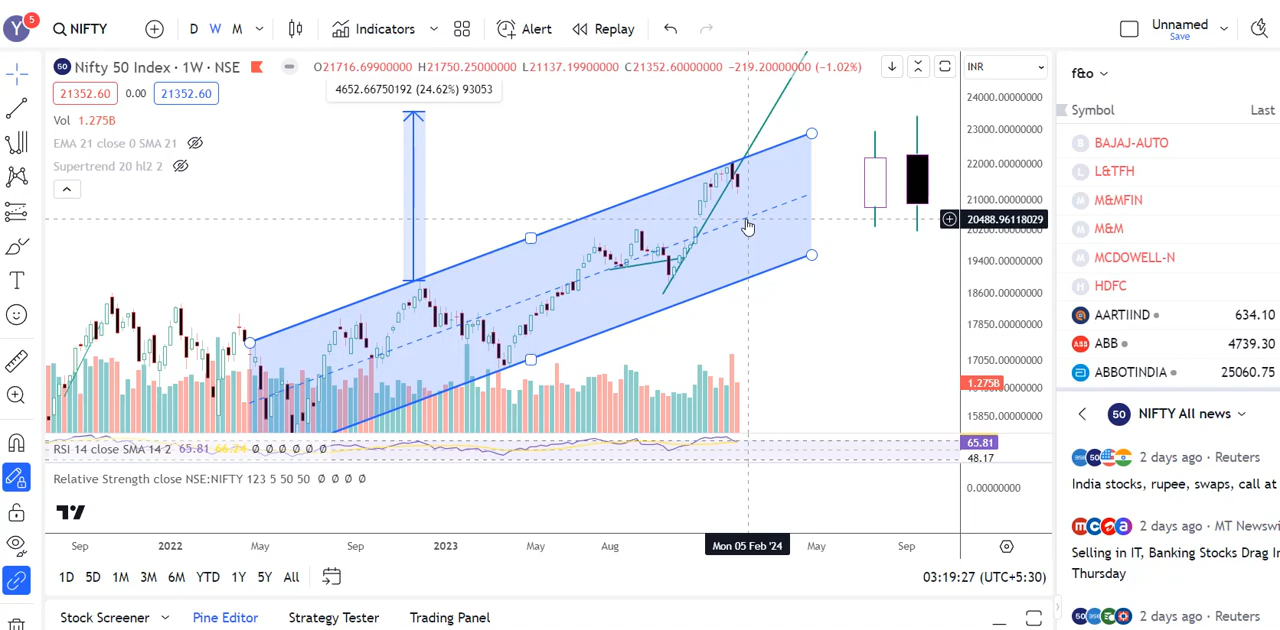 Y 5 NIFTY D W M Indicators Alert Replay Unnamed
Save
50 Nifty 50 Index · 1W · NSE O21716.69900000 H21750.25000000 L21137.19900000 C21352.60000000 −219.20000000 (−1.02%) INR
4652.66750192 (24.62%) 93053
21352.60 0.00 21352.60
Vol 1.275B
EMA 21 close 0 SMA 21
Supertrend 20 hl2 2
24000.00000000
23000.00000000
22000.00000000
21000.00000000
20488.96118029
20200.00000000
19400.00000000
18600.00000000
17850.00000000
17050.00000000
1.275B
15850.00000000
RSI 14 close SMA 14 2 65.81 66.24 Ø Ø Ø Ø Ø Ø
65.81
48.17
Relative Strength close NSE:NIFTY 123 5 50 50 Ø Ø Ø Ø
0.00000000
Sep 2022 May Sep 2023 May Aug Mon 05 Feb '24 May Sep
1D 5D 1M 3M 6M YTD 1Y 5Y All 03:19:27 (UTC+5:30)
Stock Screener Pine Editor Strategy Tester Trading Panel
f&o
Symbol Last
B BAJAJ-AUTO
L L&TFH
M M&MFIN
M M&M
M MCDOWELL-N
H HDFC
AARTIIND 634.10
ABB ABB 4739.30
ABBOTINDIA 25060.75
50 NIFTY All news
2 days ago · Reuters
India stocks, rupee, swaps, call at
2 days ago · MT Newswi
Selling in IT, Banking Stocks Drag In
Thursday
2 days ago · Reuters